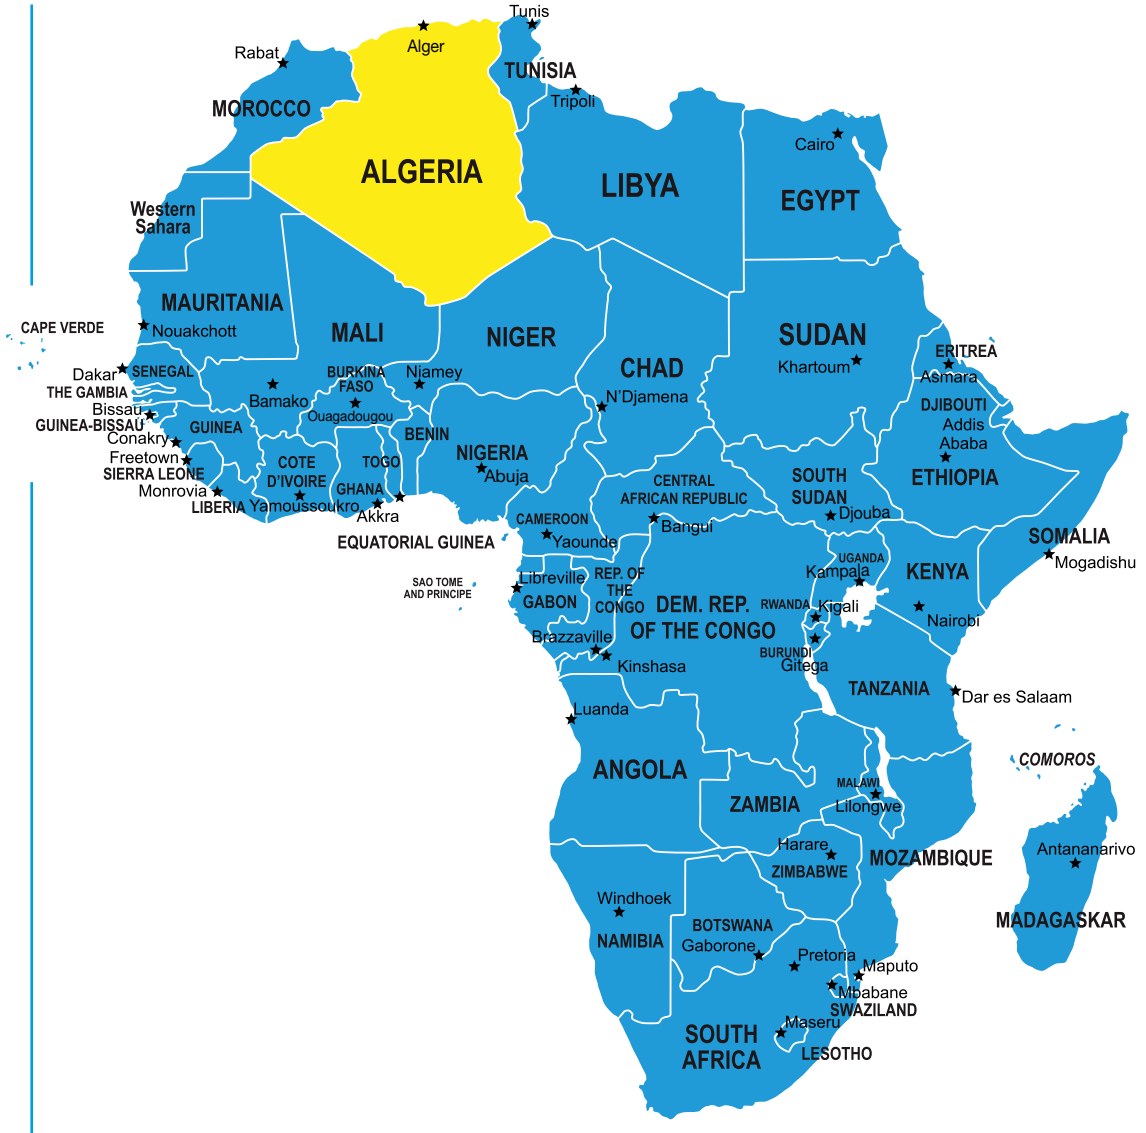 Tunis
Alger
Rabat
TUNISIA
Tripoli
MOROCCO
Cairo
ALGERIA
LIBYA
EGYPT
Western
Sahara
MAURITANIA
Nouakchott
CAPE VERDE
MALI
NIGER
SUDAN
Khartoum
CHAD
N'Djamena
ERITREA
Asmara
Dakar
SENEGAL
THE GAMBIA
BURKINA
FASO
Niamey
Bamako
Ouagadougou
DJIBOUTI
Addis
Ababa
ETHIOPIA
Bissau
GUINEA-BISSAU
GUINEA
Conakry
Freetown
SIERRA LEONE
Monrovia
LIBERIA
COTE
D'IVOIRE
Yamoussoukro
BENIN
TOGO
GHANA
Akkra
NIGERIA
Abuja
CENTRAL
AFRICAN REPUBLIC
Bangui
SOUTH
SUDAN
Djouba
CAMEROON
Yaounde
EQUATORIAL GUINEA
SOMALIA
Mogadishu
UGANDA
Kampala
KENYA
Nairobi
SAO TOME
AND PRINCIPE
Libreville
GABON
REP. OF
THE
CONGO
DEM. REP.
OF THE CONGO
RWANDA
Kigali
Brazzaville
Kinshasa
BURUNDI
Gitega
TANZANIA
Dar es Salaam
Luanda
ANGOLA
COMOROS
ZAMBIA
MALAWI
Lilongwe
Harare
ZIMBABWE
MOZAMBIQUE
Antananarivo
MADAGASKAR
Windhoek
NAMIBIA
BOTSWANA
Gaborone
Pretoria
Maputo
Mbabane
SWAZILAND
Maseru
LESOTHO
SOUTH
AFRICA